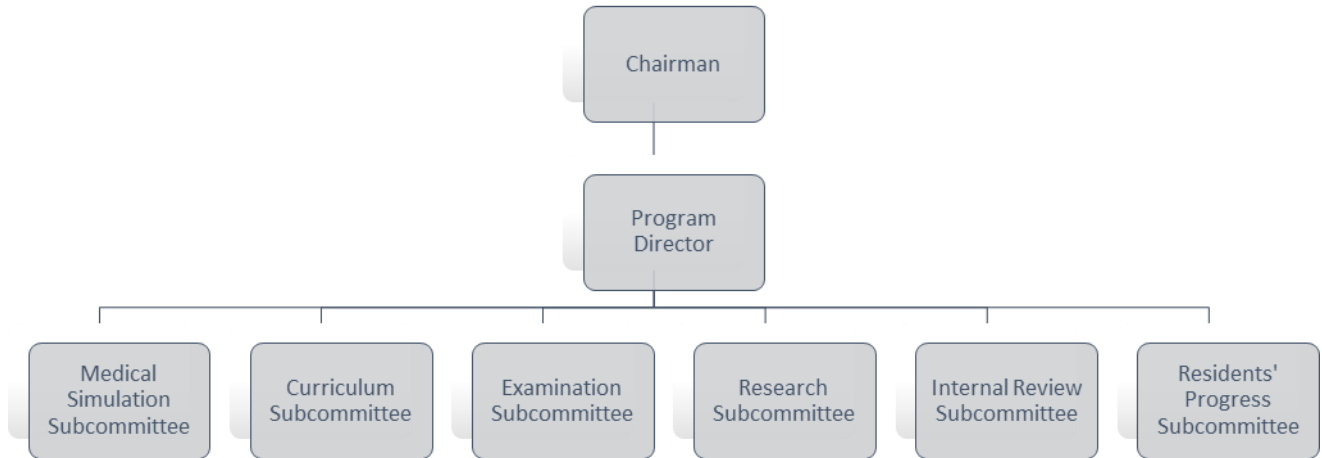 Chairman
Program
Director
Medical
Simulation
Subcommittee
Curriculum
Subcommittee
Examination
Subcommittee
Research
Subcommittee
Internal Review
Subcommittee
Residents'
Progress
Subcommittee